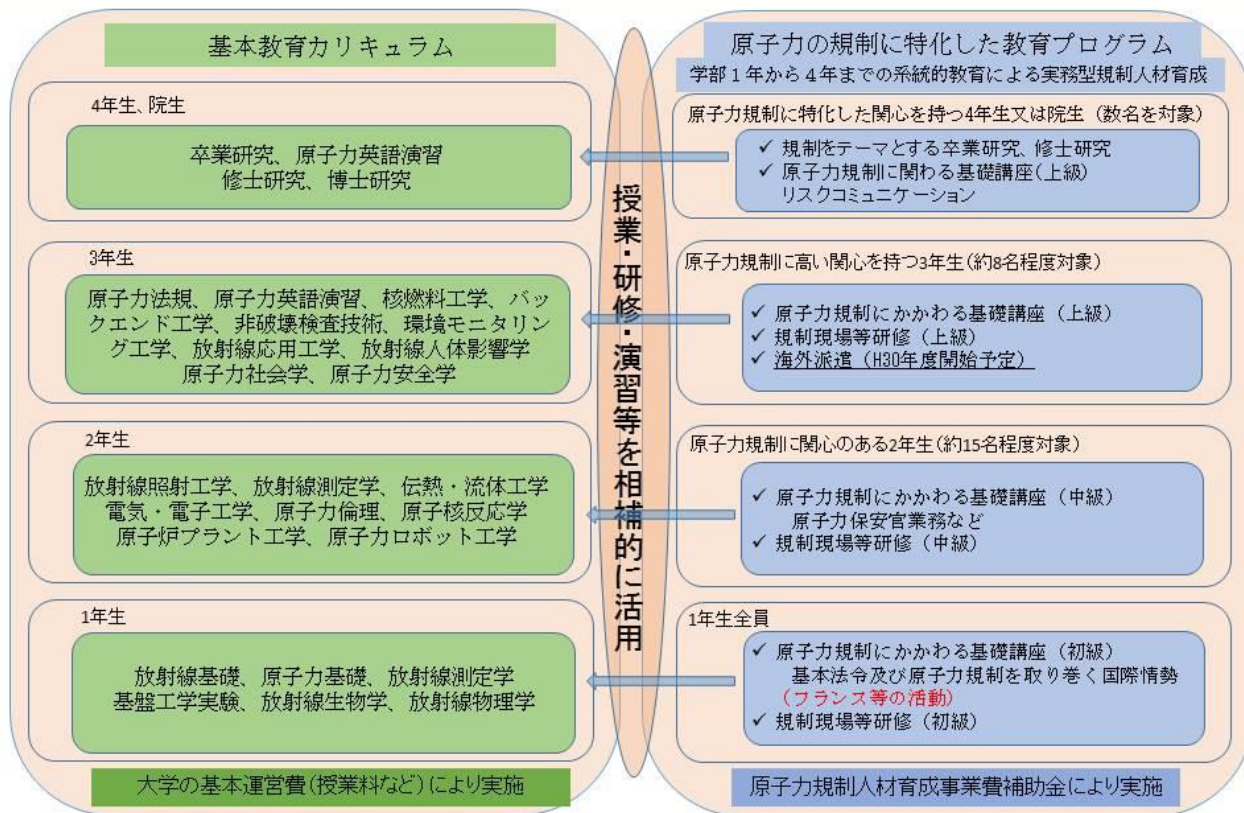 基本教育カリキュラム
4年生、院生
卒業研究、原子力英語演習
修士研究、博士研究
3年生
原子力法規、原子力英語演習、核燃料工学、バッ
クエンド工学、非破壊検査技術、環境モニタリン
グ工学、放射線応用工学、放射線人体影響学
原子力社会学、原子力安全学
2年生
放射線照射工学、放射線測定学、伝熱・流体工学
電気・電子工学、原子力倫理、原子核反応学
原子炉プラント工学、原子力ロボット工学
1年生
放射線基礎、原子力基礎、放射線測定学
基盤工学実験、放射線生物学、放射線物理学
大学の基本運営費(授業料など)により実施
授業・研修・演習等を相補的に活用
原子力の規制に特化した教育プログラム
学部1年から4年までの系統的教育による実務型規制人材育成
原子力規制に特化した関心を持つ4年生又は院生(数名を対象)
✓ 規制をテーマとする卒業研究、修士研究
✓ 原子力規制に関わる基礎講座(上級)
リスクコミュニケーション
原子力規制に高い関心を持つ3年生(約8名程度対象)
✓ 原子力規制にかかわる基礎講座(上級)
✓ 規制現場等研修(上級)
✓ 海外派遣(H30年度開始予定)
原子力規制に関心のある2年生(約15名程度対象)
✓ 原子力規制にかかわる基礎講座(中級)
原子力保安官業務など
✓ 規制現場等研修(中級)
1年生全員
✓ 原子力規制にかかわる基礎講座(初級)
基本法令及び原子力規制を取り巻く国際情勢
(フランス等の活動)
✓ 規制現場等研修(初級)
原子力規制人材育成事業費補助金により実施